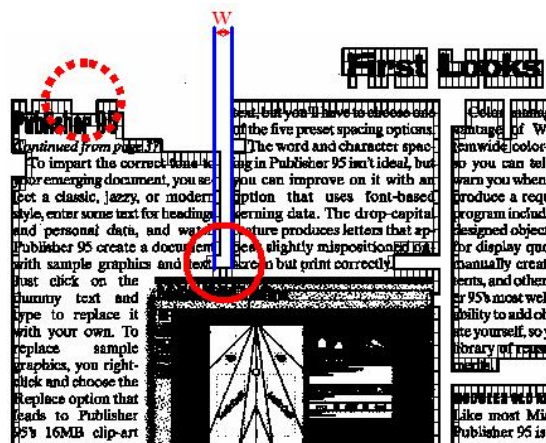 W
First Looks
Publisher 95
Continued from page 37
To impart the correct tone to
your emerging document, you se-
lect a classic, jazzy, or modern
style, enter some text for heading
and personal data, and
Publisher 95 create a document
with sample graphics and text.
Just click on the
dummy text and
type to replace it
with your own. To
replace sample
graphics, you right-
click and choose the
Replace option that
leads to Publisher
95's 16MB clip-art
text, but you'll have to choose one
of the five preset spacing options.
The word and character spac-
ing in Publisher 95 isn't ideal, but
you can improve on it with an
option that uses font-based
kerning data. The drop-capital
feature produces letters that ap-
pear slightly mispositioned on-
screen but print correctly.
Color mana
vantage of W
temwide color-
so you can tel
warn you when
produce a requ
program includ
designed object
for display quo
manually creat
ments, and other
er 95's most well
ability to add ob
ate yourself, so y
library of reusa
Like most Mi
Publisher 95 is